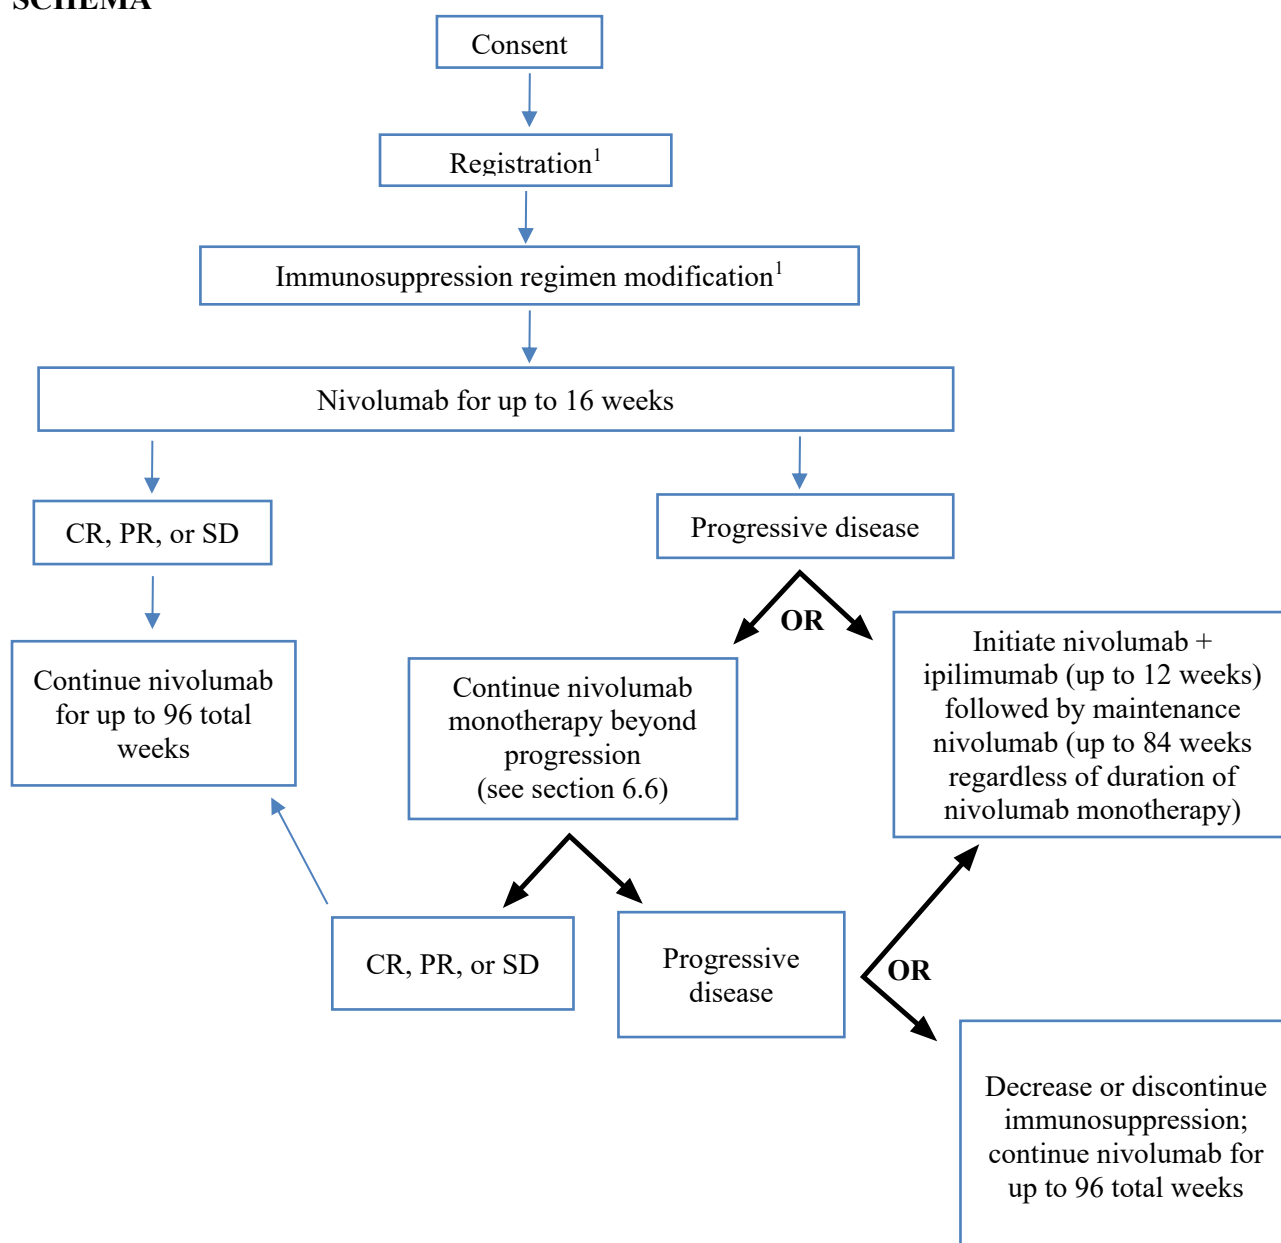 SCHEMA
Consent
Registration1
Immunosuppression regimen modification1
Nivolumab for up to 16 weeks
CR, PR, or SD
Progressive disease
OR
Continue nivolumab
for up to 96 total
weeks
Continue nivolumab
monotherapy beyond
progression
(see section 6.6)
Initiate nivolumab +
ipilimumab (up to 12 weeks)
followed by maintenance
nivolumab (up to 84 weeks
regardless of duration of
nivolumab monotherapy)
CR, PR, or SD
Progressive
disease
OR
Decrease or discontinue
immunosuppression;
continue nivolumab for
up to 96 total weeks